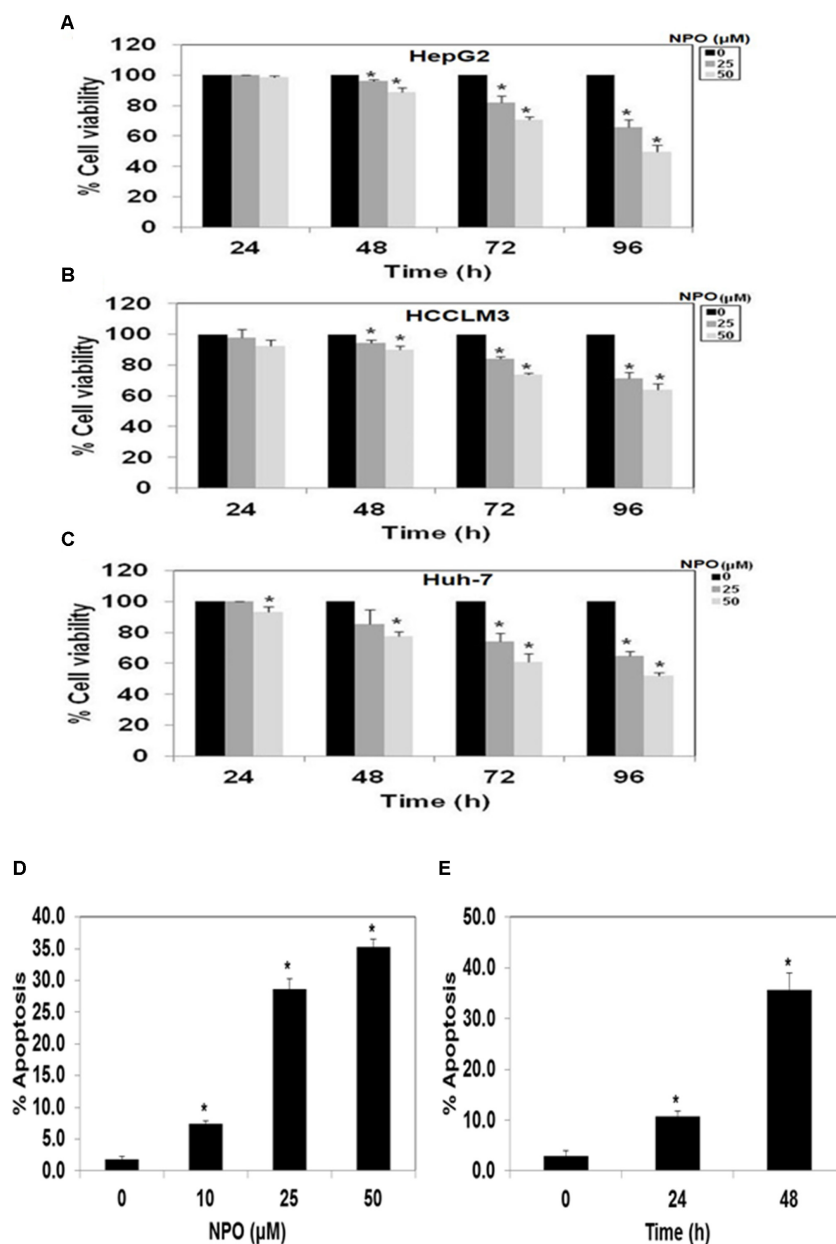 A
HepG2
NPO (µM)
0
25
50
% Cell viability
120
100
80
60
40
20
0
* * * * * *
24 48 72 96
Time (h)
B
HCCLM3
NPO(µM)
0
25
50
% Cell viability
120
100
80
60
40
20
0
* * * * * *
24 48 72 96
Time (h)
C
Huh-7
NPO (µM)
0
25
50
% Cell viability
120
100
80
60
40
20
0
* * * * * *
24 48 72 96
Time (h)
D
% Apoptosis
40.0
35.0
30.0
25.0
20.0
15.0
10.0
5.0
0.0
* * *
0 10 25 50
NPO (µM)
E
% Apoptosis
50.0
40.0
30.0
20.0
10.0
0.0
* *
0 24 48
Time (h)